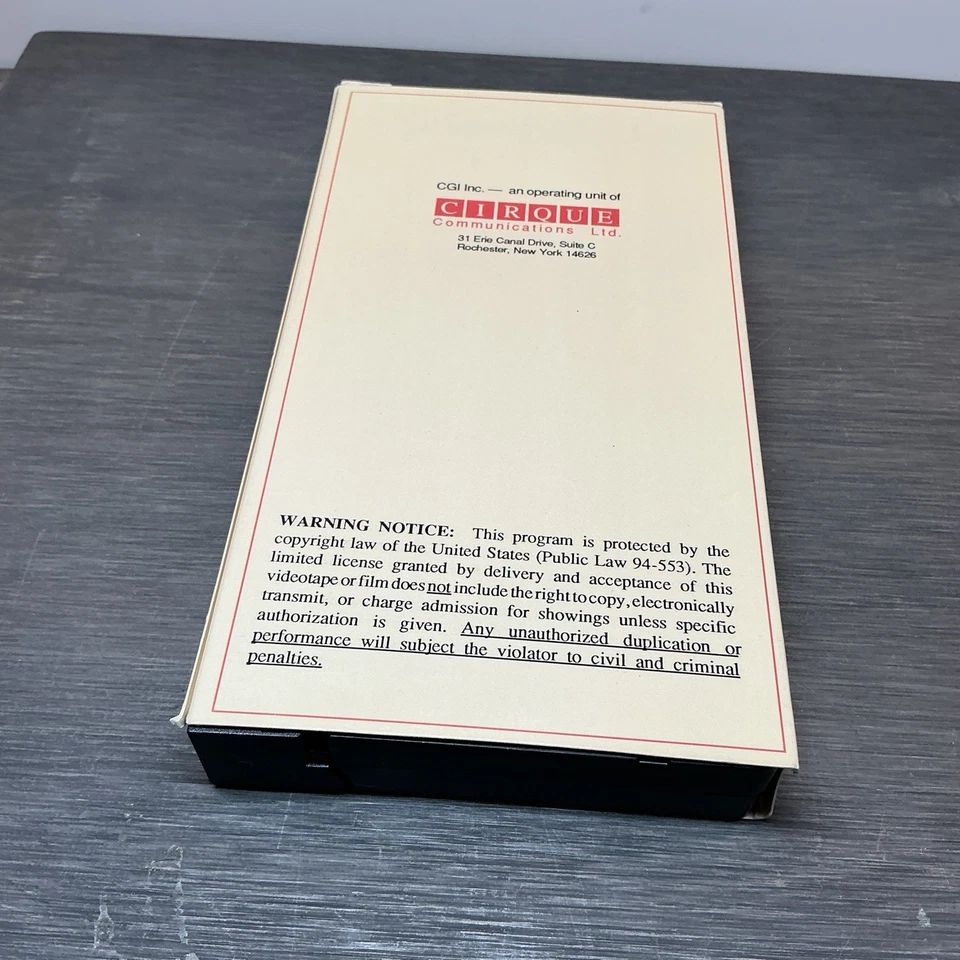 CGI Inc. — an operating unit of
CIRQUE
Communications Ltd.
31 Erie Canal Drive, Suite C
Rochester, New York 14626
WARNING NOTICE: This program is protected by the
copyright law of the United States (Public Law 94-553). The
limited license granted by delivery and acceptance of this
videotape or film does not include the right to copy, electronically
transmit, or charge admission for showings unless specific
authorization is given. Any unauthorized duplication or
performance will subject the violator to civil and criminal
penalties.